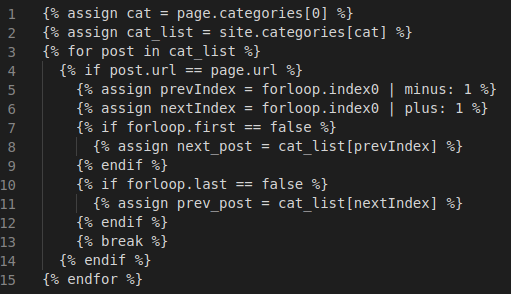 1 {% assign cat = page.categories[0] %}
2 {% assign cat_list = site.categories[cat] %}
3 {% for post in cat_list %}
4 {% if post.url == page.url %}
5 {% assign prevIndex = forloop.index0 | minus: 1 %}
6 {% assign nextIndex = forloop.index0 | plus: 1 %}
7 {% if forloop.first == false %}
8 {% assign next_post = cat_list[prevIndex] %}
9 {% endif %}
10 {% if forloop.last == false %}
11 {% assign prev_post = cat_list[nextIndex] %}
12 {% endif %}
13 {% break %}
14 {% endif %}
15 {% endfor %}